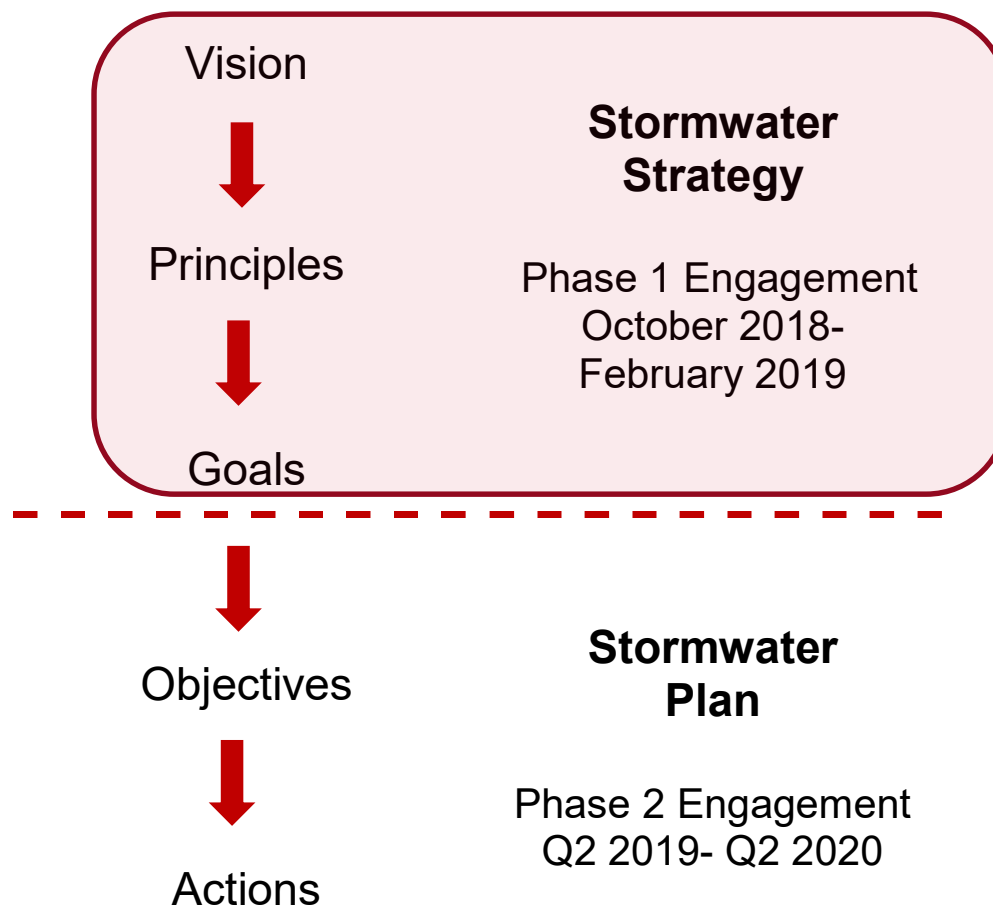 Vision
Stormwater
Strategy
Principles
Phase 1 Engagement
October 2018-
February 2019
Goals
Objectives
Stormwater
Plan
Phase 2 Engagement
Q2 2019- Q2 2020
Actions